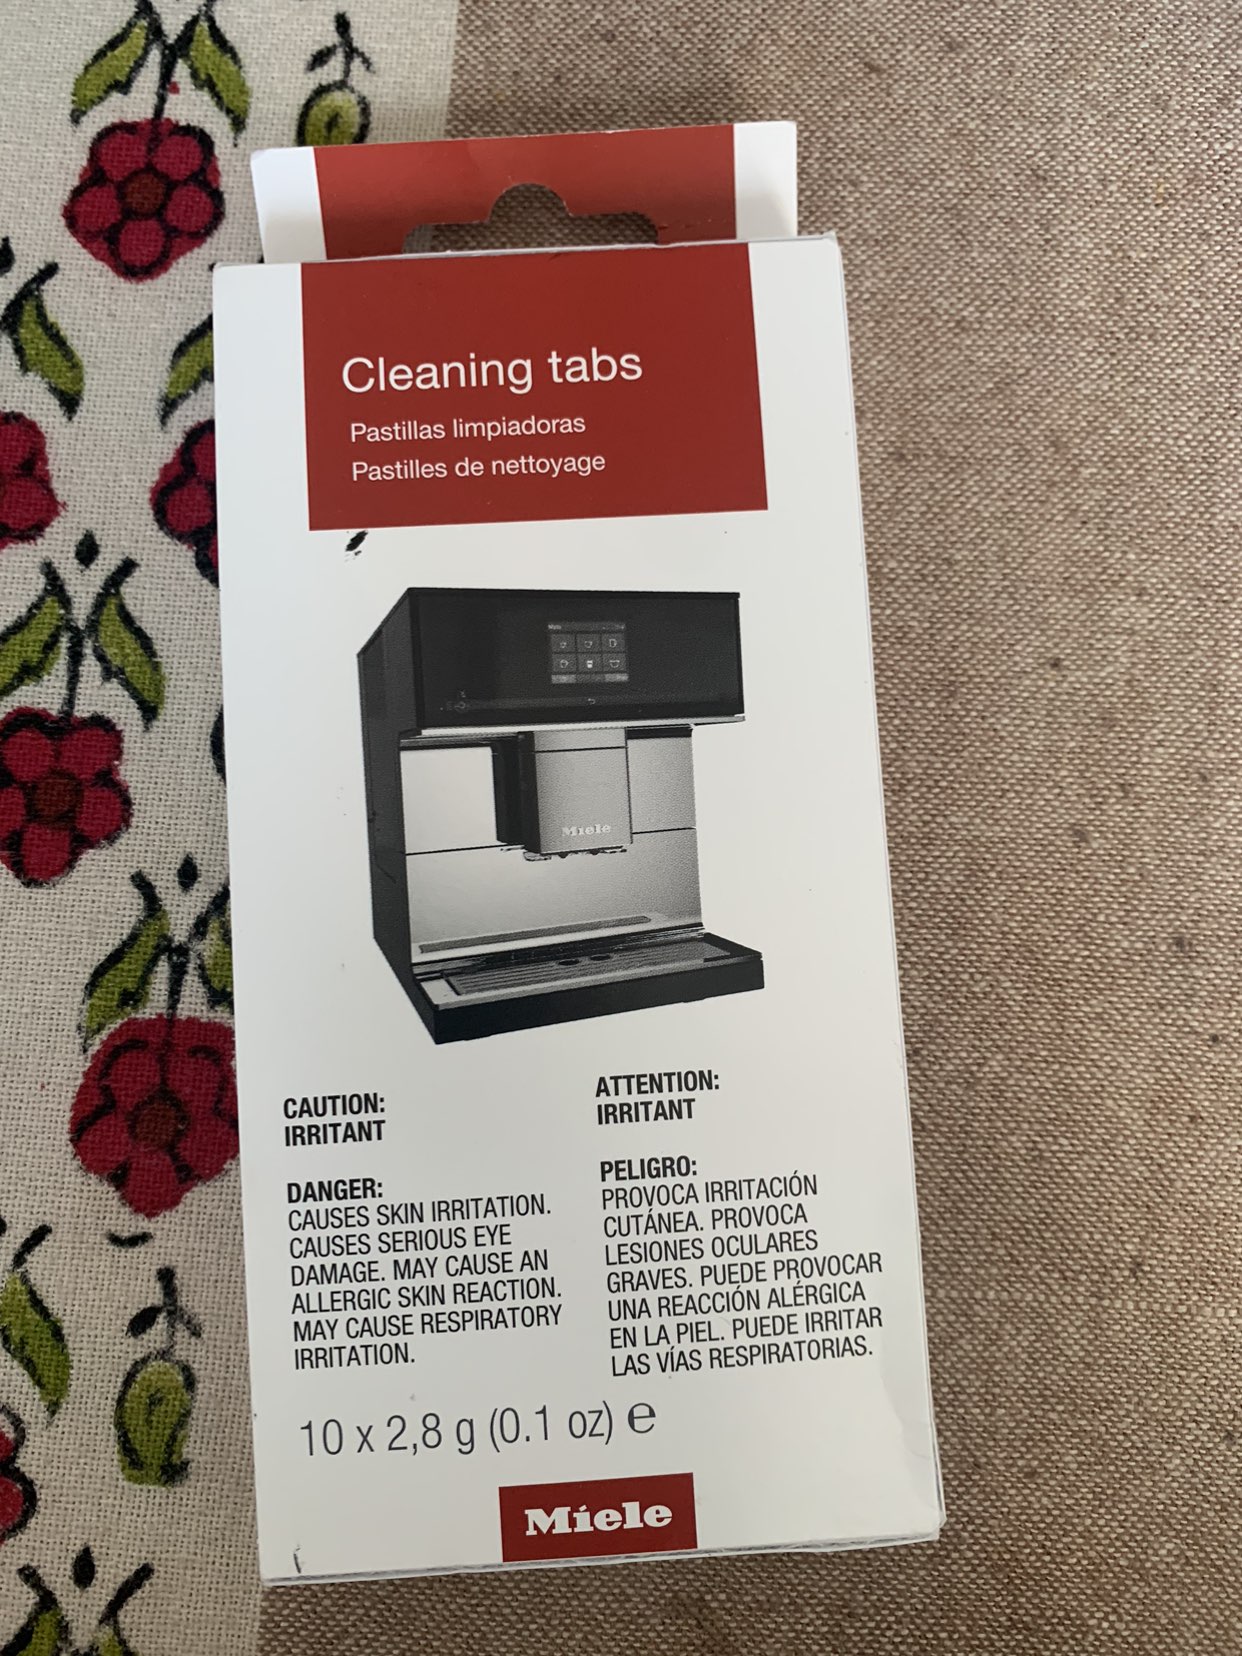 Cleaning tabs
Pastillas limpiadoras
Pastilles de nettoyage
Miele
CAUTION:
IRRITANT
DANGER:
CAUSES SKIN IRRITATION.
CAUSES SERIOUS EYE
DAMAGE. MAY CAUSE AN
ALLERGIC SKIN REACTION.
MAY CAUSE RESPIRATORY
IRRITATION.
ATTENTION:
IRRITANT
PELIGRO:
PROVOCA IRRITACIÓN
CUTÁNEA. PROVOCA
LESIONES OCULARES
GRAVES. PUEDE PROVOCAR
UNA REACCIÓN ALÉRGICA
EN LA PIEL. PUEDE IRRITAR
LAS VÍAS RESPIRATORIAS.
10 x 2,8 g (0.1 oz) ℮
Miele